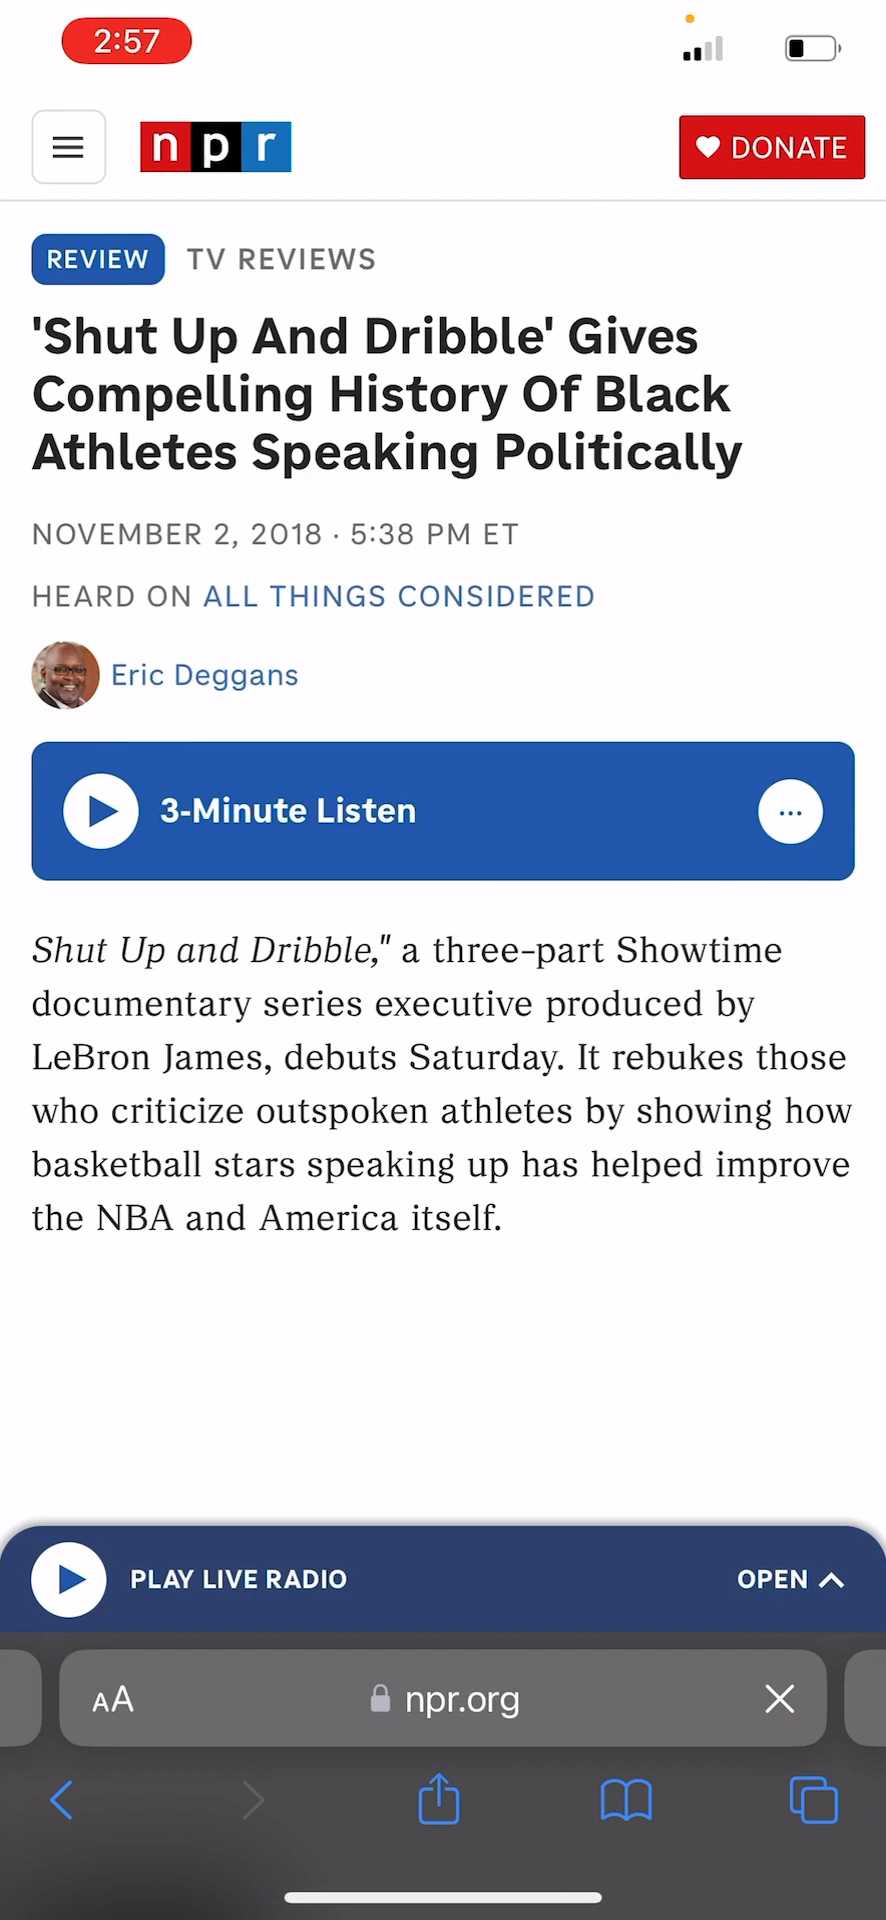 2:57
npr
DONATE
REVIEW TV REVIEWS
'Shut Up And Dribble' Gives
Compelling History Of Black
Athletes Speaking Politically
NOVEMBER 2, 2018 · 5:38 PM ET
HEARD ON ALL THINGS CONSIDERED
Eric Deggans
3-Minute Listen
Shut Up and Dribble," a three-part Showtime
documentary series executive produced by
LeBron James, debuts Saturday. It rebukes those
who criticize outspoken athletes by showing how
basketball stars speaking up has helped improve
the NBA and America itself.
PLAY LIVE RADIO OPEN
AA npr.org